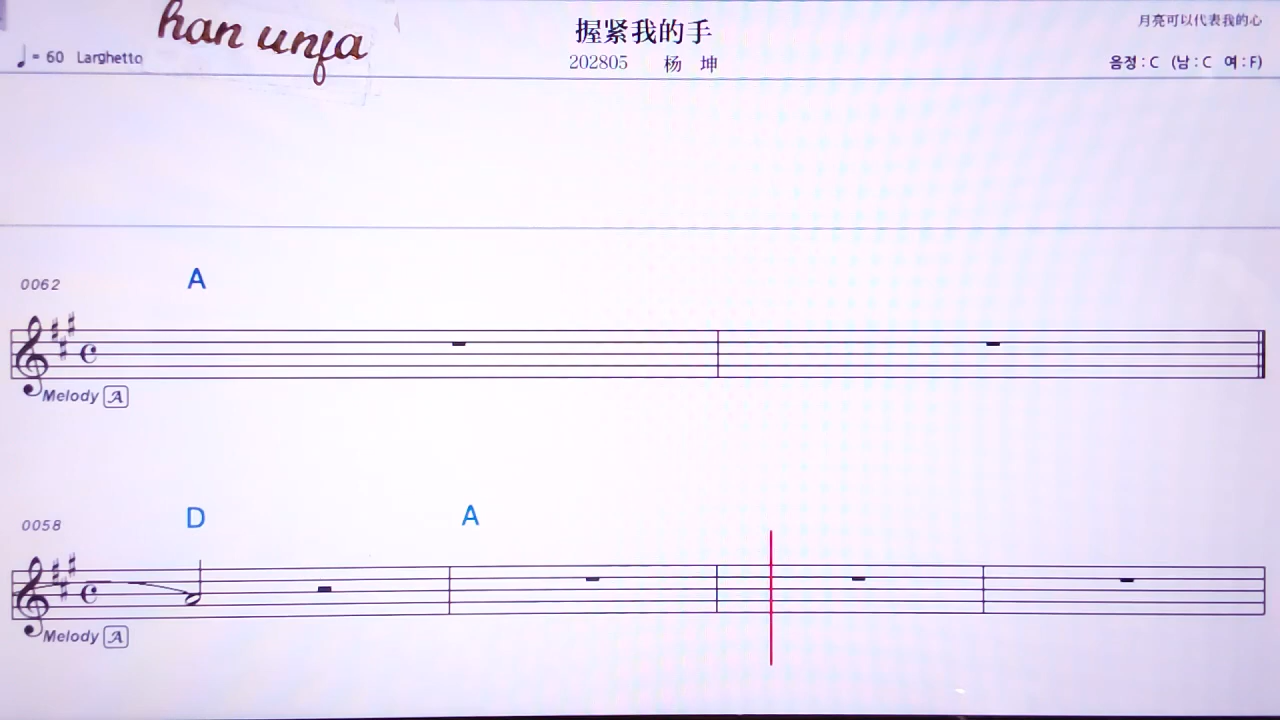 han unfa
♩= 60 Larghetto
握紧我的手
202805 杨 坤
月亮可以代表我的心
음정 : C (남 : C 여 : F)
0062
A
Melody A
0058
D A
Melody A